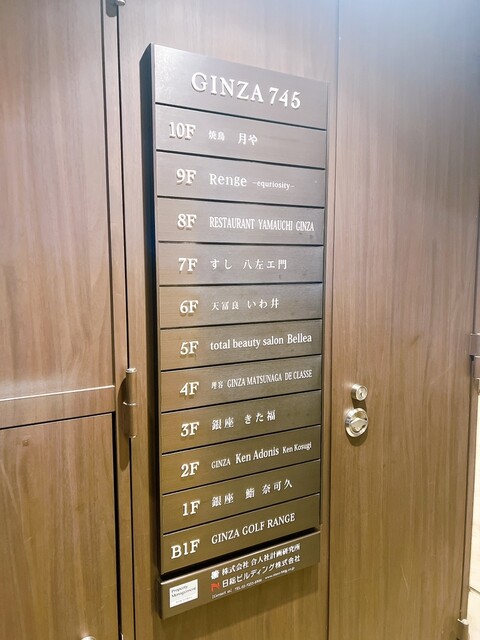 GINZA 745
10F 焼鳥 月や
9F Renge -equriosity-
8F RESTAURANT YAMAUCHI GINZA
7F すし 八左エ門
6F 天冨良 いわ井
5F total beauty salon Bellea
4F 理容 GINZA MATSUNAGA DE CLASSE
3F 銀座 きた福
2F GINZA Ken Adonis Ken Kosugi
1F 銀座 鮨 奈可久
B1F GINZA GOLF RANGE
Property Management
株式会社 合人社計画研究所
日総ビルディング株式会社